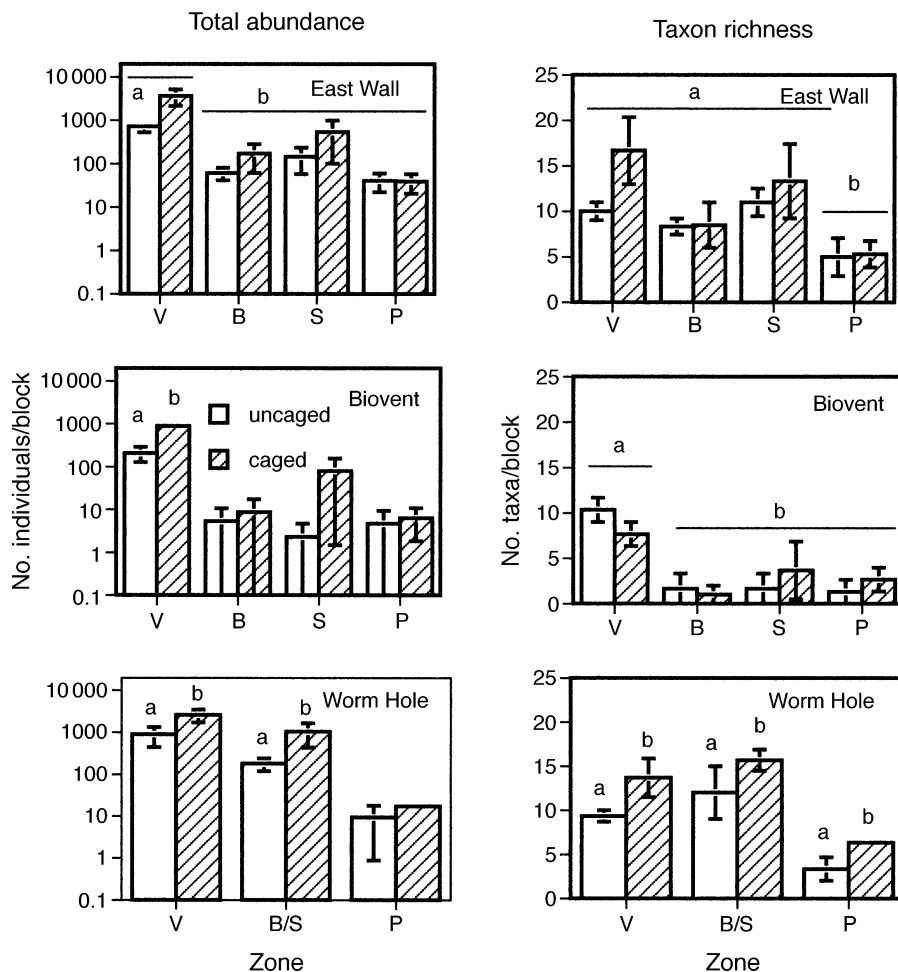 Total abundance
Taxon richness
10 000
1000
100
10
1
0.1
a
b
East Wall
V
B
S
P
25
20
15
10
5
0
a
East Wall
b
V
B
S
P
No. individuals/block
10 000
1000
100
10
1
0.1
a
b
Biovent
uncaged
caged
V
B
S
P
No. taxa/block
25
20
15
10
5
0
Biovent
a
b
V
B
S
P
10 000
1000
100
10
1
0.1
a
b
Worm Hole
a
b
V
B/S
P
Zone
25
20
15
10
5
0
Worm Hole
a
b
a
b
a
b
V
B/S
P
Zone